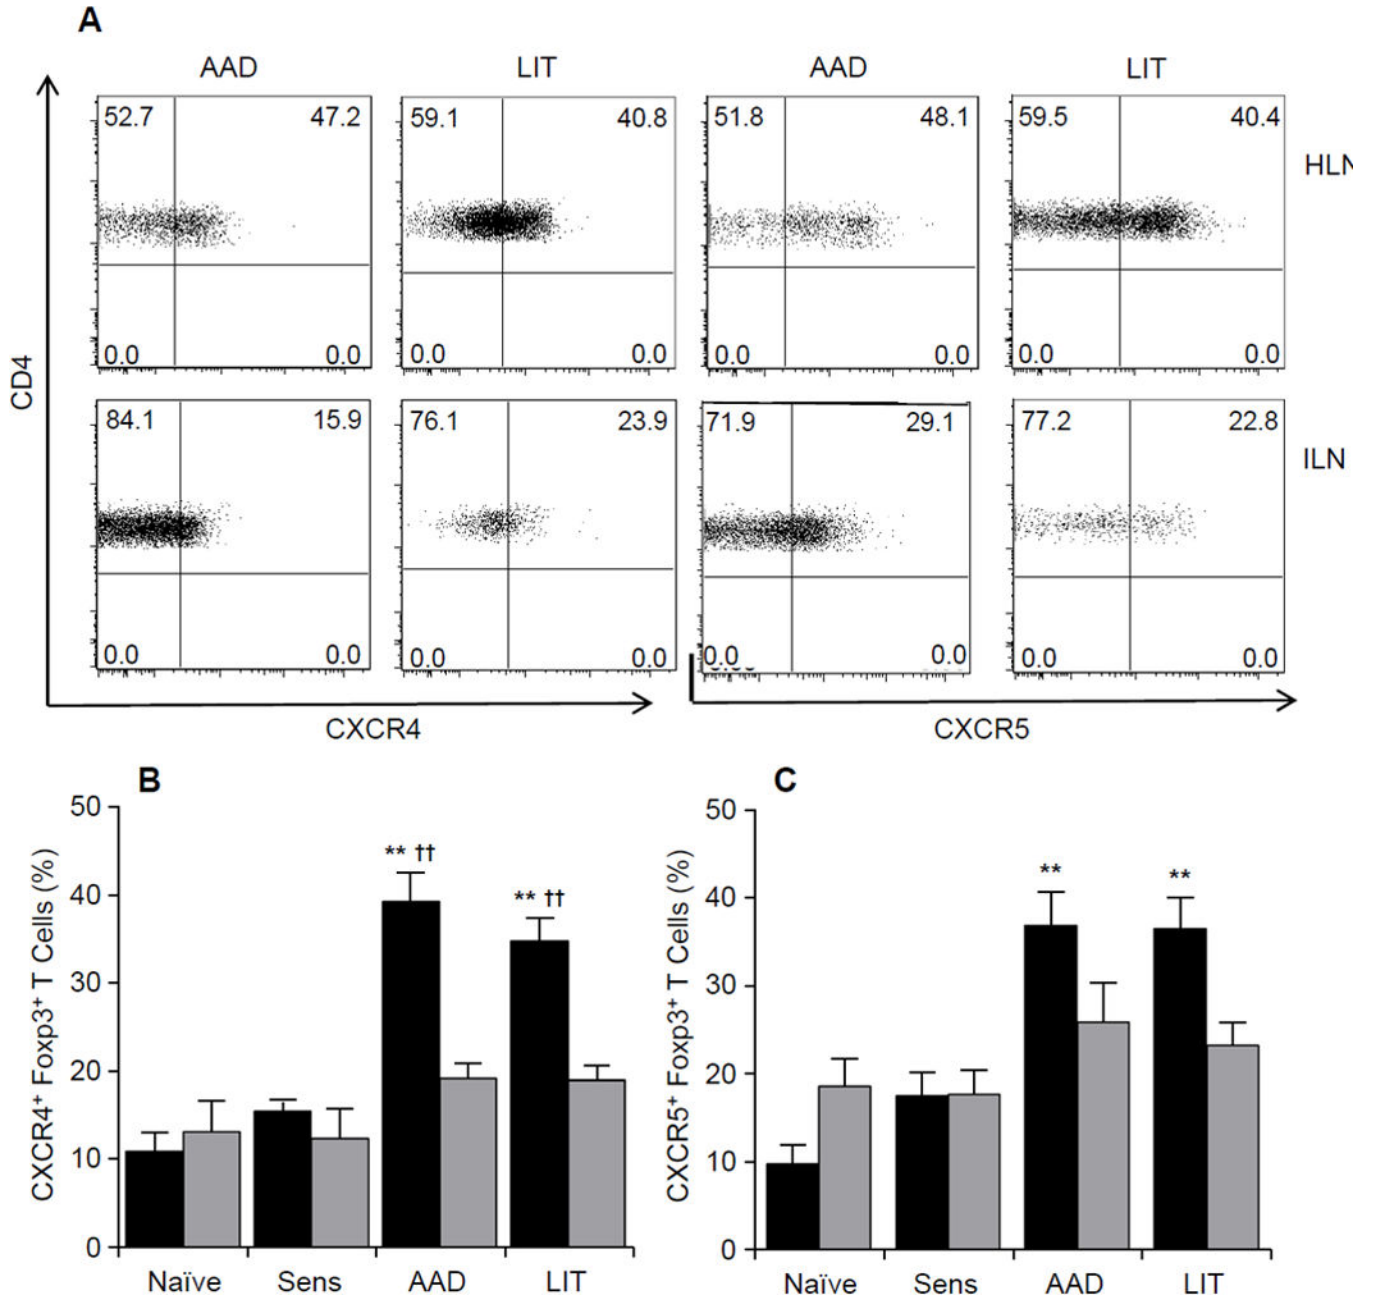 A
AAD LIT AAD LIT
52.7 47.2 59.1 40.8 51.8 48.1 59.5 40.4
HLN
0.0 0.0 0.0 0.0 0.0 0.0 0.0 0.0
CD4
84.1 15.9 76.1 23.9 71.9 29.1 77.2 22.8
ILN
0.0 0.0 0.0 0.0 0.0 0.0 0.0 0.0
CXCR4 CXCR5
B
CXCR4⁺ Foxp3⁺ T Cells (%)
50
40
30
20
10
0
** ††
** ††
Naïve Sens AAD LIT
C
CXCR5⁺ Foxp3⁺ T Cells (%)
50
40
30
20
10
0
**
**
Naïve Sens AAD LIT